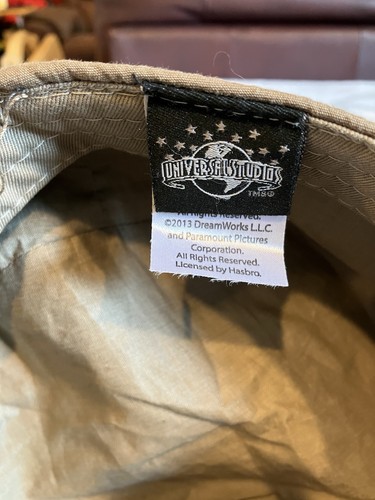 UNIVERSAL STUDIOS
TM&©
All Rights Reserved.
©2013 DreamWorks L.L.C.
and Paramount Pictures
Corporation.
All Rights Reserved.
Licensed by Hasbro.